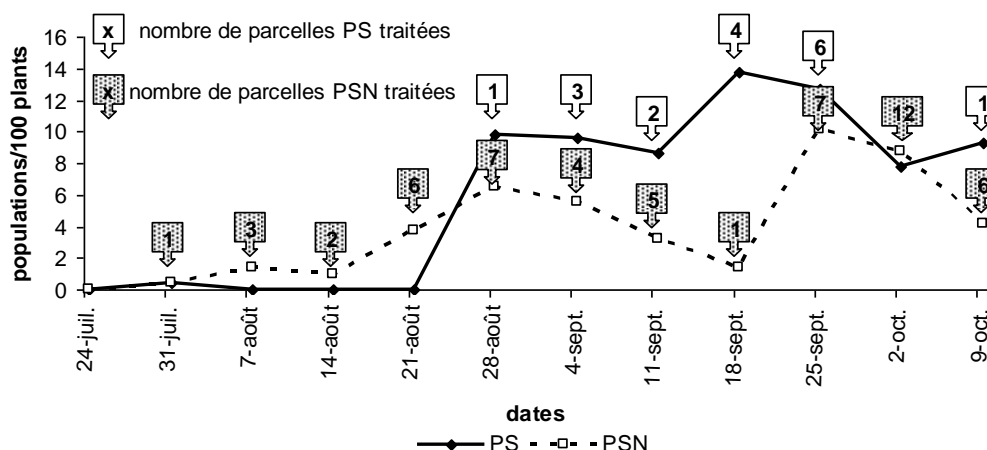 x nombre de parcelles PS traitées
x nombre de parcelles PSN traitées
populations/100 plants
16
14
12
10
8
6
4
2
0
1
3
2
4
6
1
1
3
2
6
7
4
5
1
7
12
6
24-juil.
31-juil.
7-août
14-août
21-août
28-août
4-sept.
11-sept.
18-sept.
25-sept.
2-oct.
9-oct.
dates
PS
PSN